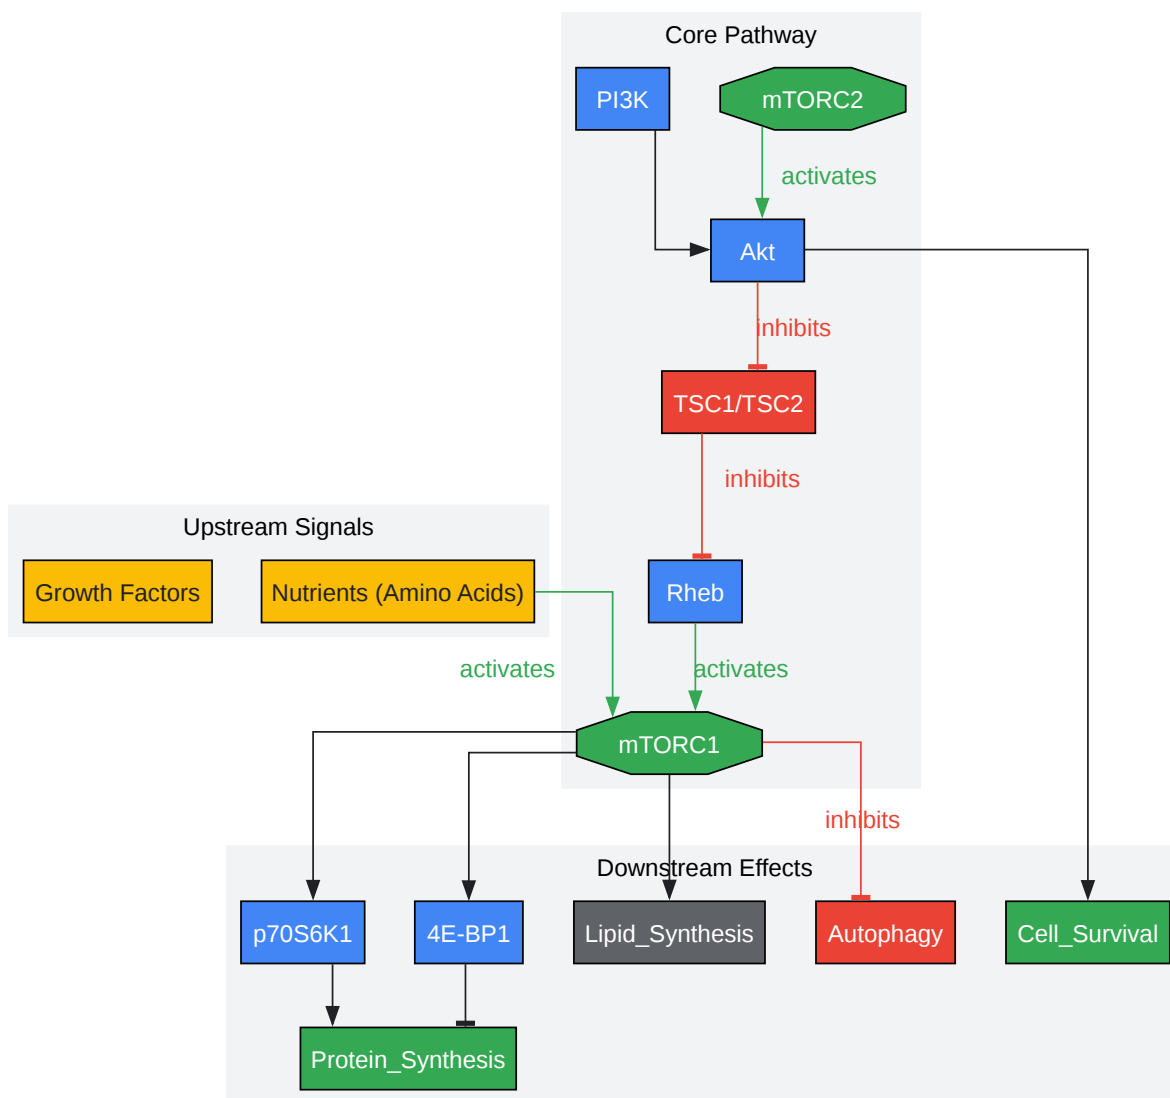 Core Pathway
PI3K
mTORC2
activates
Akt
inhibits
TSC1/TSC2
inhibits
Upstream Signals
Growth Factors
Nutrients (Amino Acids)
Rheb
activates
activates
mTORC1
inhibits
Downstream Effects
p70S6K1
4E-BP1
Lipid_Synthesis
Autophagy
Cell_Survival
Protein_Synthesis